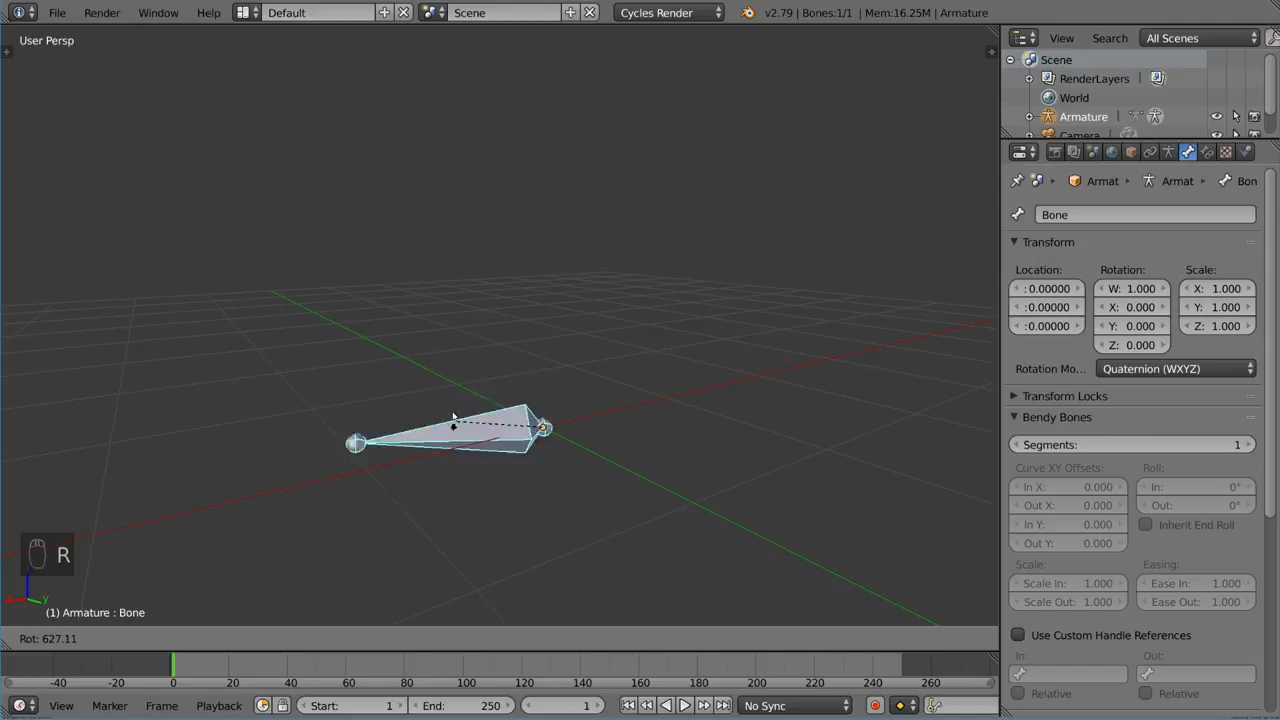 File Render Window Help Default Scene Cycles Render v2.79 | Bones:1/1 | Mem:16.25M | Armature
User Persp
View Search All Scenes
Scene
RenderLayers |
World
Armature |
Camera
Armat Armat Bon
Bone
Transform
Location: Rotation: Scale:
: 0.00000 W: 1.000 X: 1.000
: 0.00000 X: 0.000 Y: 1.000
: 0.00000 Y: 0.000 Z: 1.000
Z: 0.000
Rotation Mo... Quaternion (WXYZ)
Transform Locks
Bendy Bones
Segments: 1
Curve XY Offsets: Roll:
In X: 0.000 In: 0°
Out X: 0.000 Out: 0°
In Y: 0.000 Inherit End Roll
Out Y: 0.000
Scale: Easing:
Scale In: 1.000 Ease In: 1.000
Scale Out: 1.000 Ease Out: 1.000
Use Custom Handle References
In: Out:
Relative Relative
R
x y
(1) Armature : Bone
Rot: 627.11
-40 -20 0 20 40 60 80 100 120 140 160 180 200 220 240 260
View Marker Frame Playback Start: 1 End: 250 1 No Sync